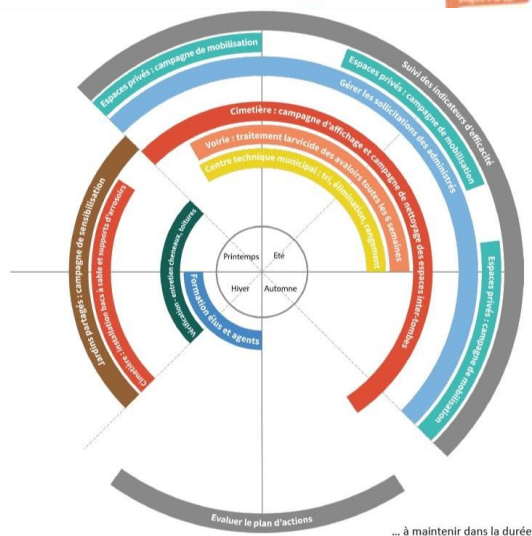 Suivi des indicateurs d'efficacité
Espaces privés : campagne de mobilisation
Espaces privés : campagne de mobilisation
Gérer les sollicitations des administrés
Cimetière : campagne d'affichage et campagne de nettoyage des espaces inter-tombes
Voirie : traitement larvicide des avaloirs toutes les 6 semaines
Centre technique municipal : tri, élimination, rangement
Jardins partagés : campagne de sensibilisation
Cimetière : installation bacs à sable et supports d'arrosoirs
Vérification - entretien cheneaux, toitures
Printemps
Eté
Hiver
Automne
Formation élus et agents
Espaces privés : campagne de mobilisation
Evaluer le plan d'actions
... à maintenir dans la durée